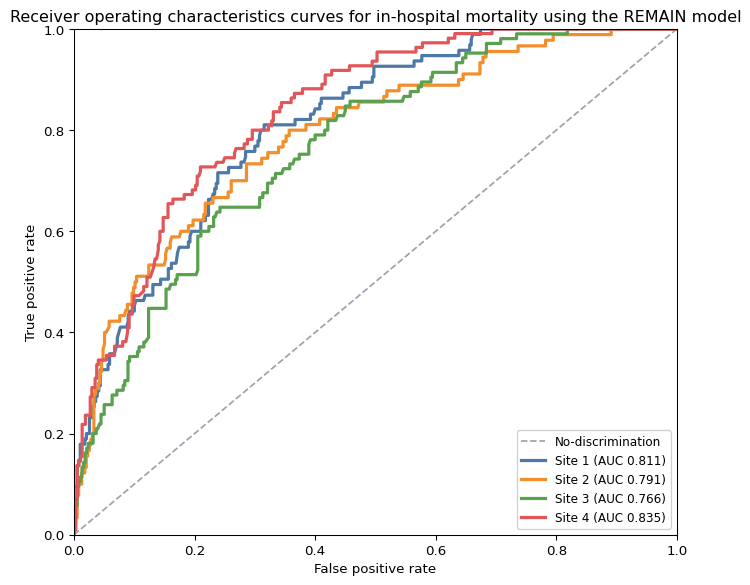 Receiver operating characteristics curves for in-hospital mortality using the REMAIN model
1.0
0.8
0.6
0.4
0.2
0.0
True positive rate
0.0 0.2 0.4 0.6 0.8 1.0
False positive rate
No-discrimination
Site 1 (AUC 0.811)
Site 2 (AUC 0.791)
Site 3 (AUC 0.766)
Site 4 (AUC 0.835)